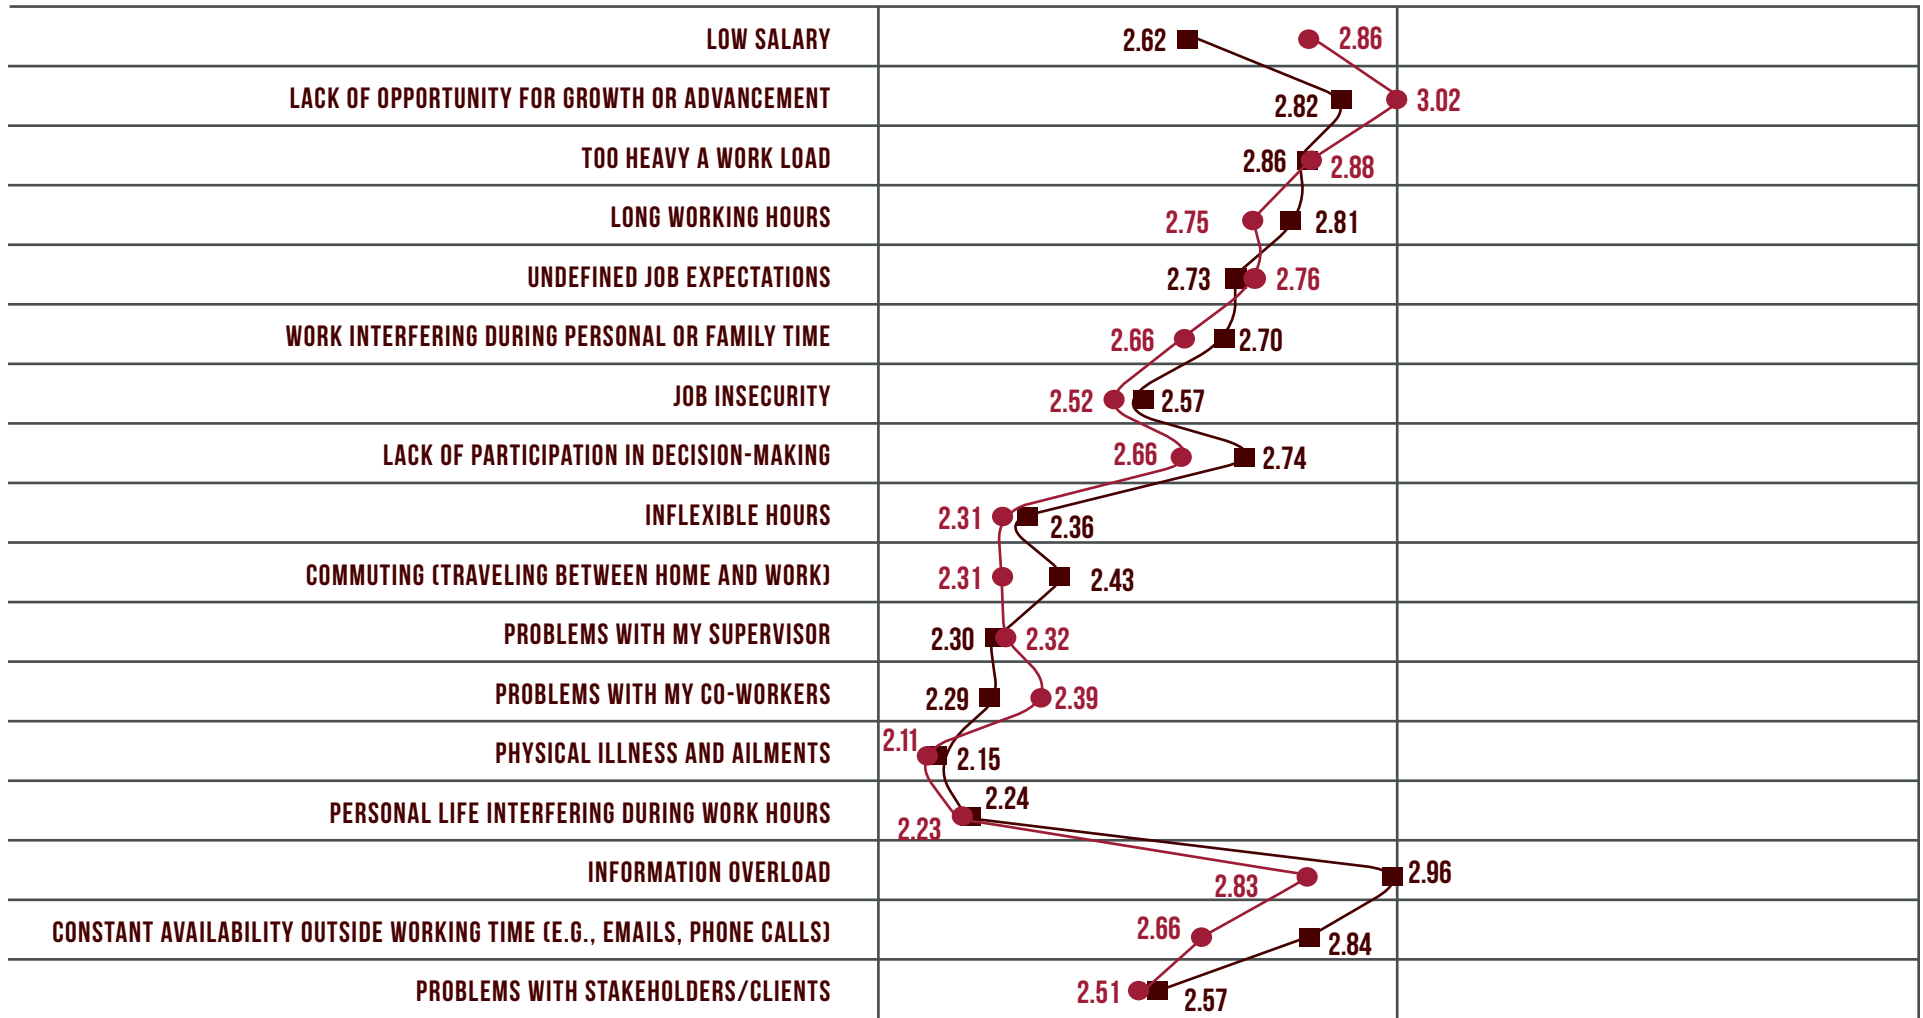 LOW SALARY 2.62 2.86
LACK OF OPPORTUNITY FOR GROWTH OR ADVANCEMENT 2.82 3.02
TOO HEAVY A WORK LOAD 2.86 2.88
LONG WORKING HOURS 2.75 2.81
UNDEFINED JOB EXPECTATIONS 2.73 2.76
WORK INTERFERING DURING PERSONAL OR FAMILY TIME 2.66 2.70
JOB INSECURITY 2.52 2.57
LACK OF PARTICIPATION IN DECISION-MAKING 2.66 2.74
INFLEXIBLE HOURS 2.31 2.36
COMMUTING (TRAVELING BETWEEN HOME AND WORK) 2.31 2.43
PROBLEMS WITH MY SUPERVISOR 2.30 2.32
PROBLEMS WITH MY CO-WORKERS 2.29 2.39
PHYSICAL ILLNESS AND AILMENTS 2.11 2.15
PERSONAL LIFE INTERFERING DURING WORK HOURS 2.23 2.24
INFORMATION OVERLOAD 2.83 2.96
CONSTANT AVAILABILITY OUTSIDE WORKING TIME (E.G., EMAILS, PHONE CALLS) 2.66 2.84
PROBLEMS WITH STAKEHOLDERS/CLIENTS 2.51 2.57